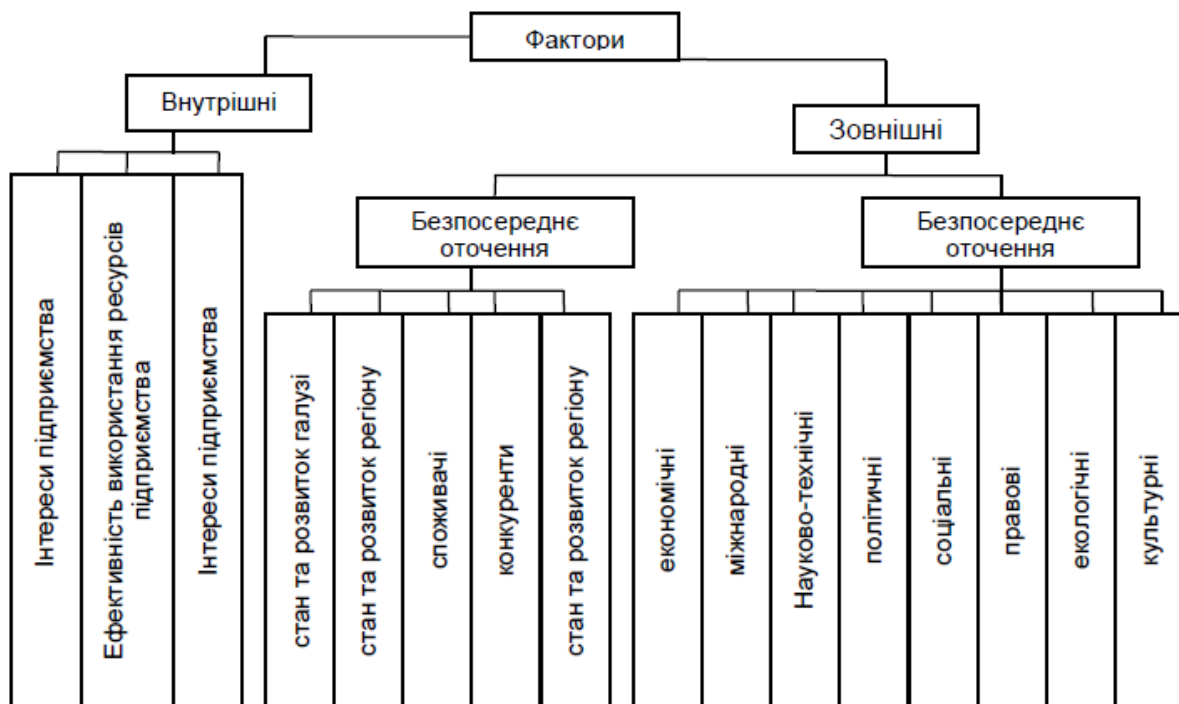 Фактори
Внутрішні
Зовнішні
Безпосереднє
оточення
Безпосереднє
оточення
Інтереси підприємства
Ефективність використання ресурсів
підприємства
Інтереси підприємства
стан та розвиток галузі
стан та розвиток регіону
споживачі
конкуренти
стан та розвиток регіону
економічні
міжнародні
Науково-технічні
політичні
соціальні
правові
екологічні
культурні